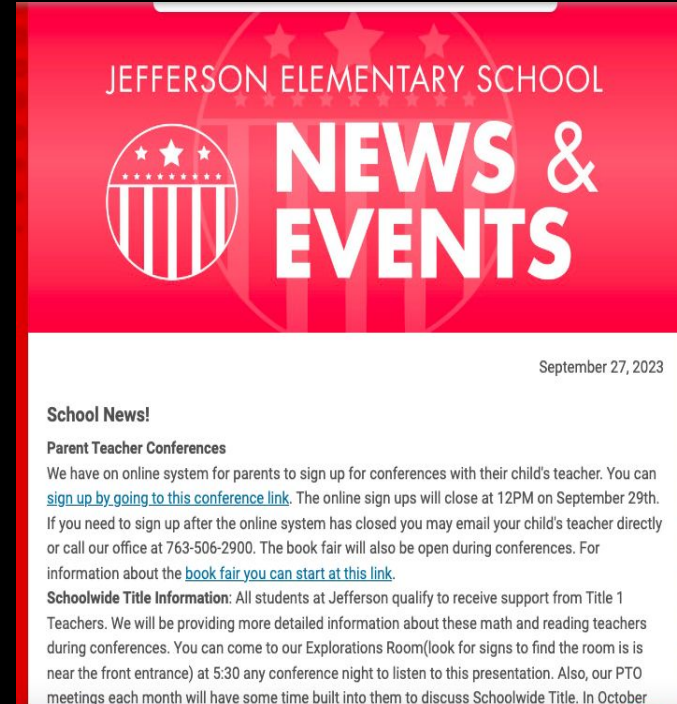 JEFFERSON ELEMENTARY SCHOOL
NEWS &
EVENTS
September 27, 2023
School News!
Parent Teacher Conferences
We have on online system for parents to sign up for conferences with their child's teacher. You can
sign up by going to this conference link. The online sign ups will close at 12PM on September 29th.
If you need to sign up after the online system has closed you may email your child's teacher directly
or call our office at 763-506-2900. The book fair will also be open during conferences. For
information about the book fair you can start at this link.
Schoolwide Title Information: All students at Jefferson qualify to receive support from Title 1
Teachers. We will be providing more detailed information about these math and reading teachers
during conferences. You can come to our Explorations Room(look for signs to find the room is is
near the front entrance) at 5:30 any conference night to listen to this presentation. Also, our PTO
meetings each month will have some time built into them to discuss Schoolwide Title. In October